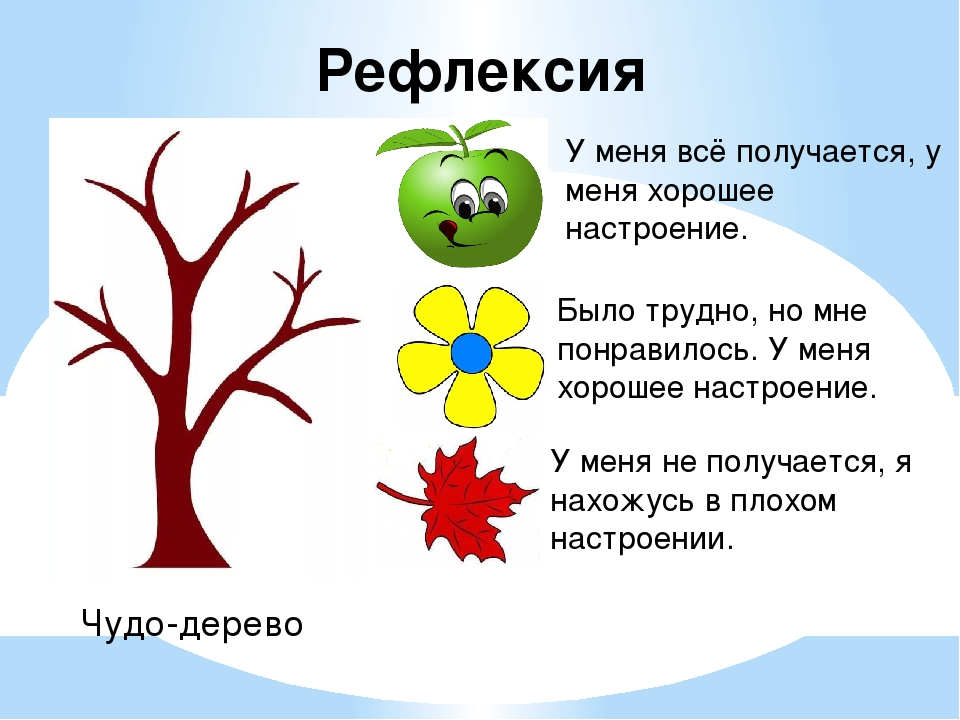 Рефлексия
У меня всё получается, у
меня хорошее
настроение.
Было трудно, но мне
понравилось. У меня
хорошее настроение.
У меня не получается, я
нахожусь в плохом
настроении.
Чудо-дерево